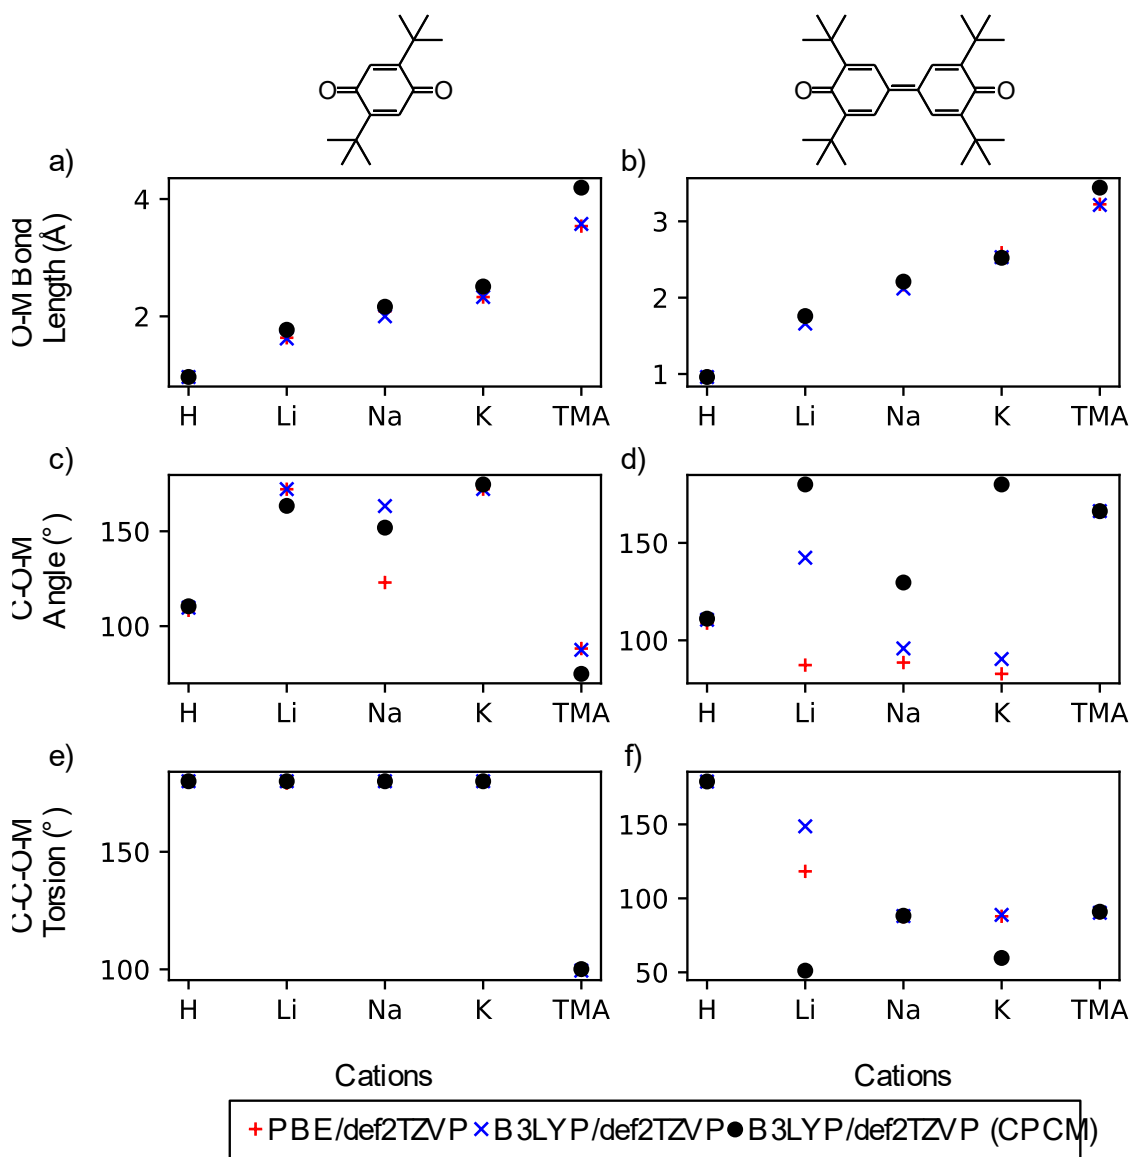 O O
O O
a)
b)
O-M Bond
Length (Å)
4
2
3
2
1
H Li Na K TMA
H Li Na K TMA
c)
d)
C-O-M
Angle (°)
150
100
150
100
H Li Na K TMA
H Li Na K TMA
e)
f)
C-C-O-M
Torsion (°)
150
100
150
100
50
H Li Na K TMA
H Li Na K TMA
Cations
Cations
PBE/def2TZVP B3LYP/def2TZVP B3LYP/def2TZVP (CPCM)